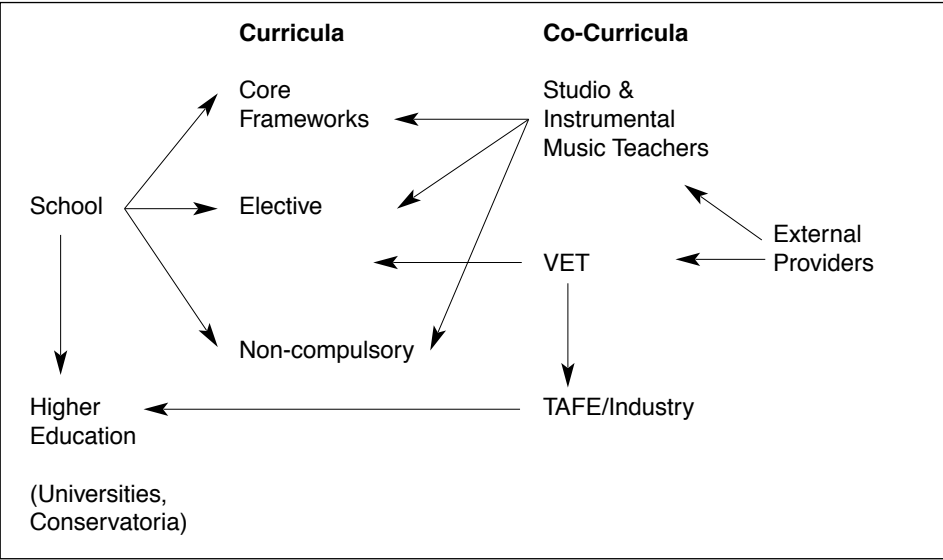 Curricula
Co-Curricula
Core
Frameworks
Studio &
Instrumental
Music Teachers
School
Elective
External
Providers
VET
Non-compulsory
Higher
Education
TAFE/Industry
(Universities,
Conservatoria)